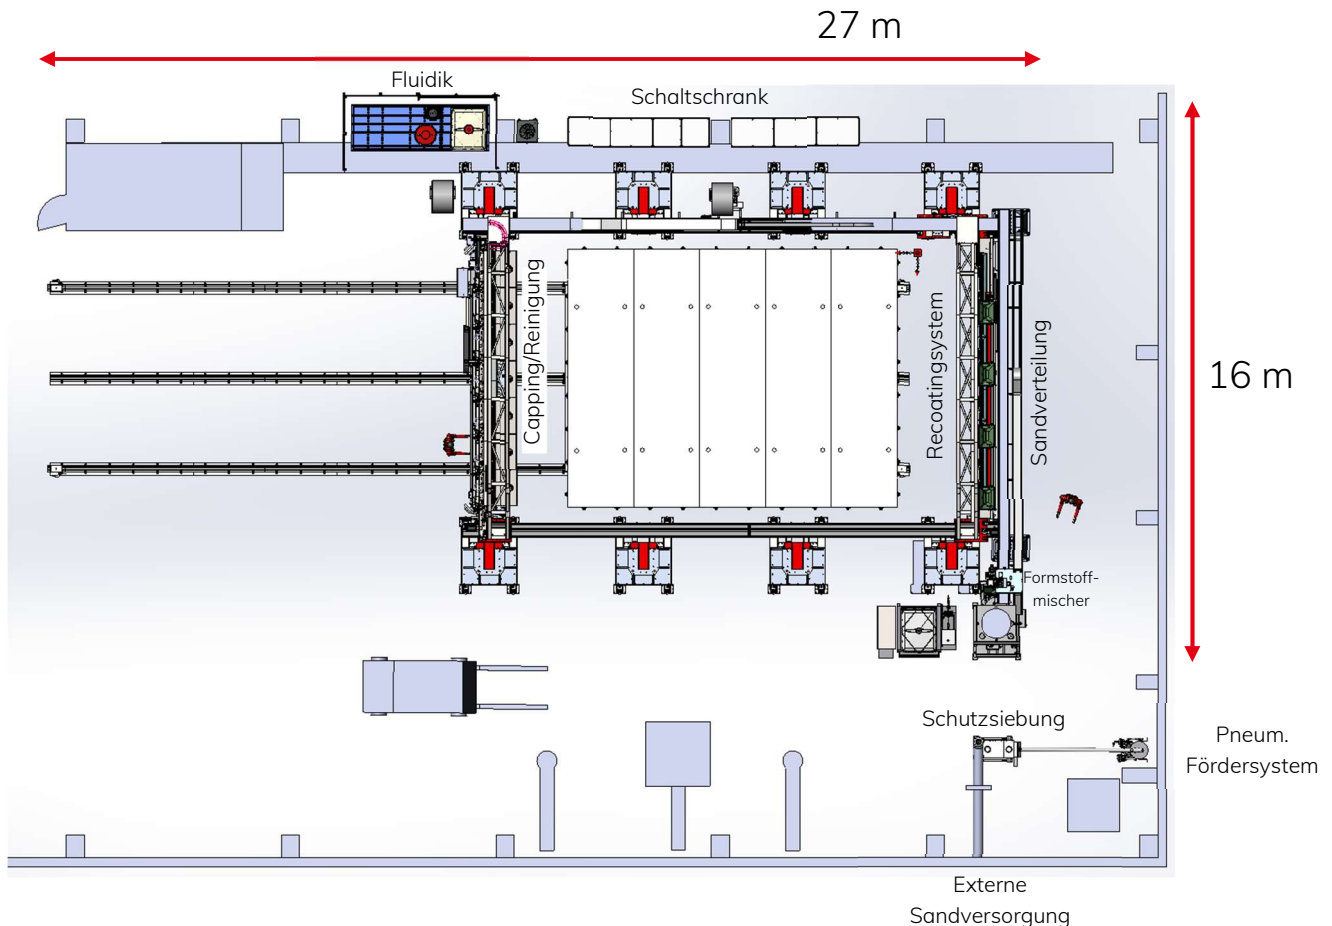 27 m
Fluidik
Schaltschrank
Capping/Reinigung
Recoatingsystem
Sandverteilung
16 m
Formstoff-
mischer
Schutzsiebung
Pneum.
Fördersystem
Externe
Sandversorgung